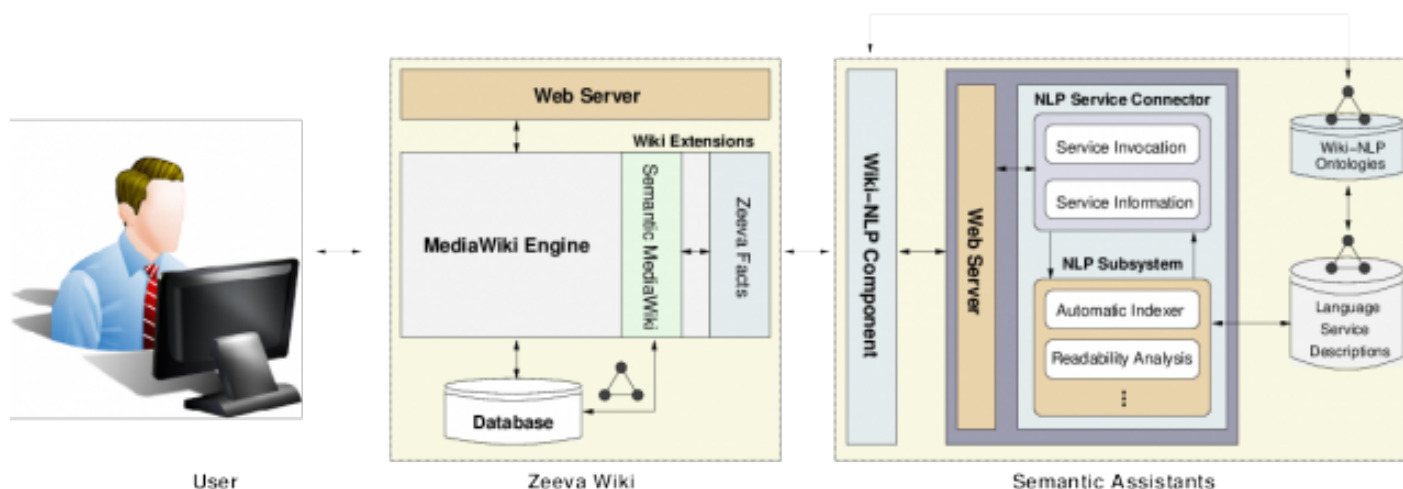 Web Server
Wiki Extensions
MediaWiki Engine
Semantic MediaWiki
Zeeva Facts
Database
Wiki-NLP Component
Web Server
NLP Service Connector
Service Invocation
Service Information
NLP Subsystem
Automatic Indexer
Readability Analysis
Wiki-NLP
Ontologies
Language
Service
Descriptions
User
Zeeva Wiki
Semantic Assistants